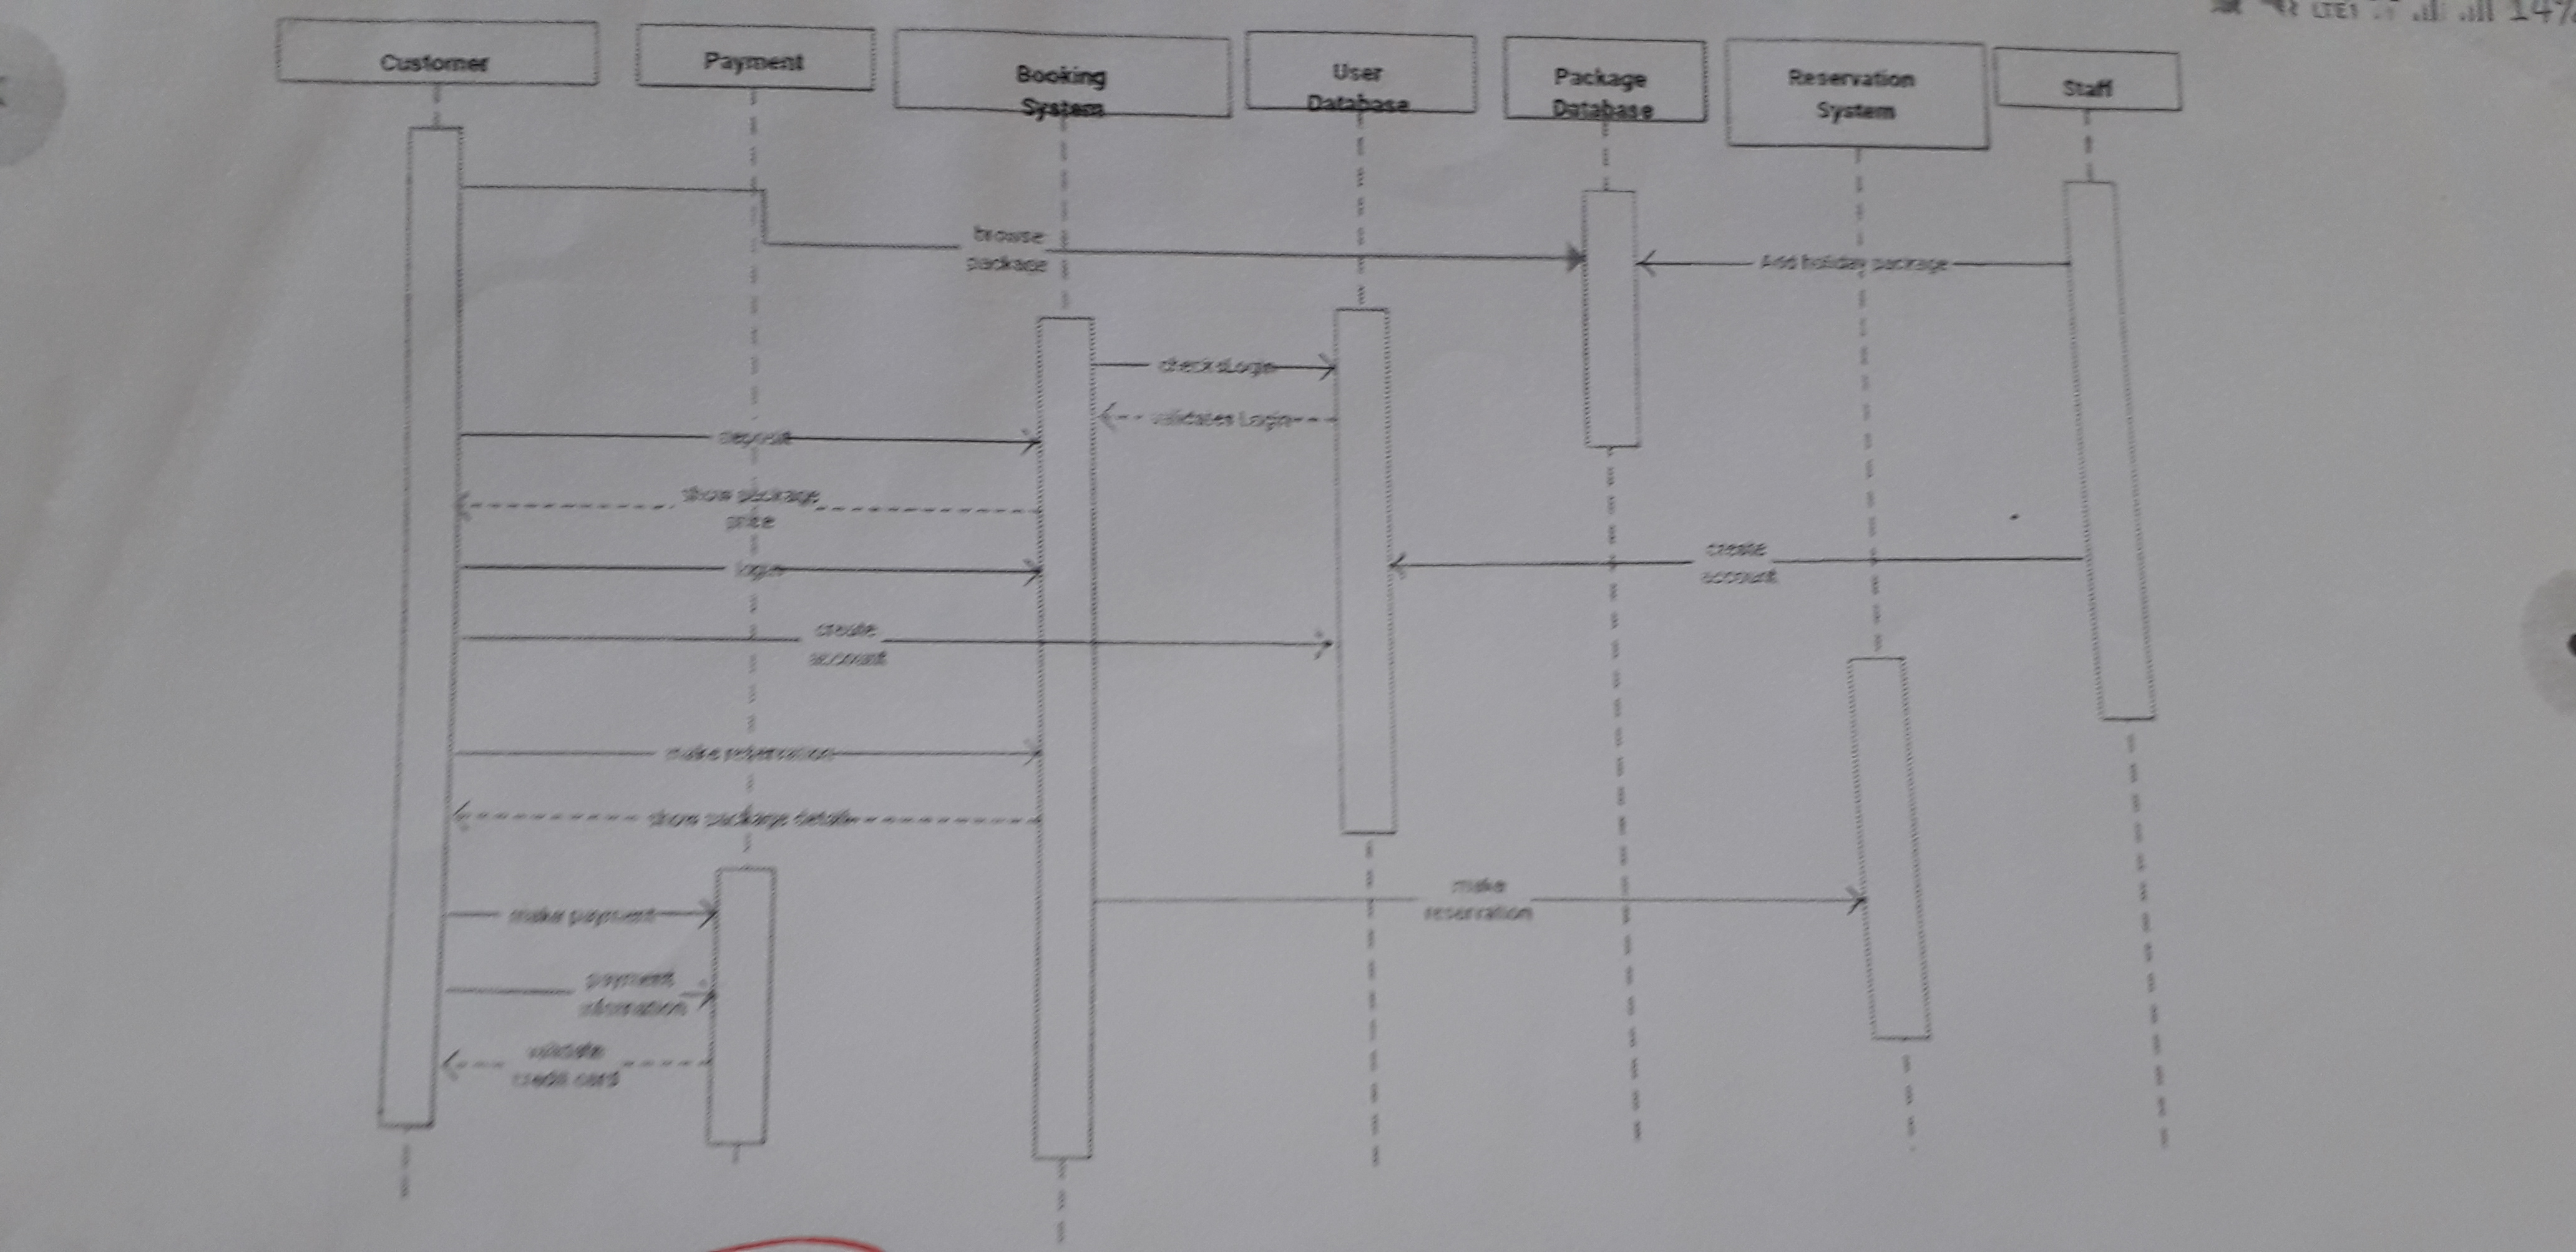 LTE1 14%
Customer
Payment
Booking
System
User
Database
Package
Database
Reservation
System
Staff
browse
package
Add holiday package
checksLogin
validates Login
deposit
show package
price
login
create
account
create
account
make reservation
show package details
make payment
make
reservation
payment
validate
credit card